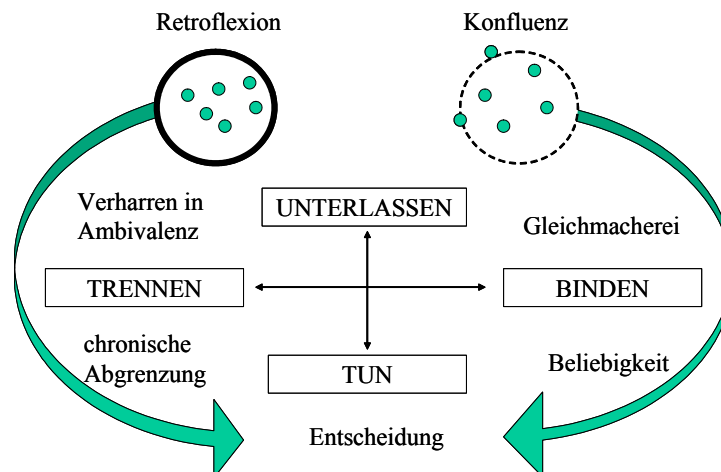 Retroflexion
Konfluenz
Verharren in
Ambivalenz
UNTERLASSEN
Gleichmacherei
TRENNEN
BINDEN
chronische
Abgrenzung
TUN
Beliebigkeit
Entscheidung